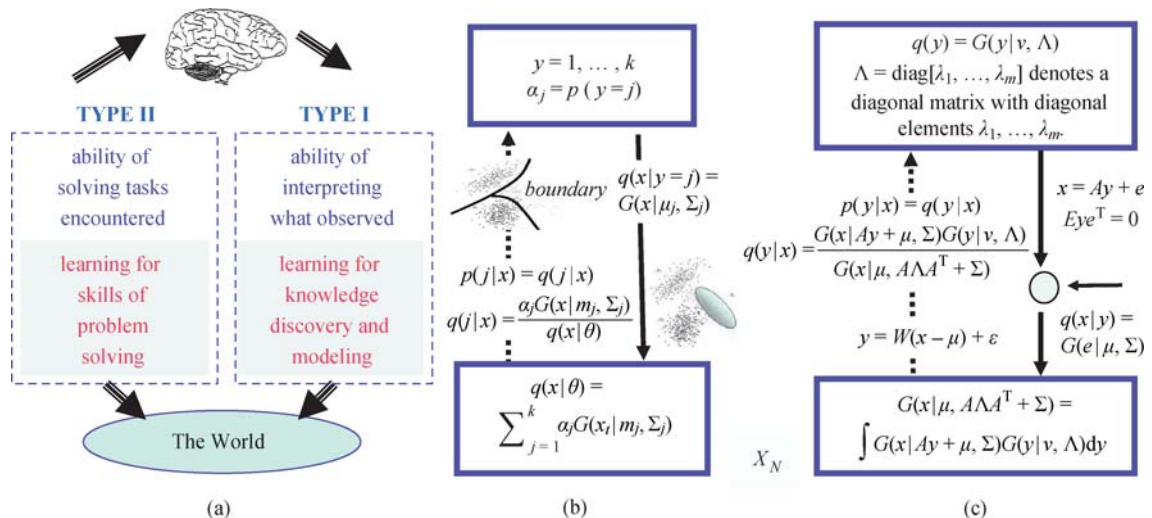 TYPE II
ability of
solving tasks
encountered
learning for
skills of
problem
solving
TYPE I
ability of
interpreting
what observed
learning for
knowledge
discovery and
modeling
The World
(a)
y = 1, … , k
α_j = p ( y = j)
boundary
q(x | y = j) =
G(x | μ_j, Σ_j)
p(j | x) = q(j | x)
q(j | x) = α_j G(x | m_j, Σ_j) / q(x | θ)
q(x | θ) =
∑_{j=1}^{k} α_j G(x_t | m_j, Σ_j)
(b)
X_N
q(y) = G(y | ν, Λ)
Λ = diag[λ_1, …, λ_m] denotes a
diagonal matrix with diagonal
elements λ_1, …, λ_m.
x = Ay + e
Eye^T = 0
p(y | x) = q(y | x)
q(y | x) = G(x | Ay + μ, Σ)G(y | ν, Λ) / G(x | μ, AΛA^T + Σ)
y = W(x – μ) + ε
q(x | y) =
G(e | μ, Σ)
G(x | μ, AΛA^T + Σ) =
∫ G(x | Ay + μ, Σ)G(y | ν, Λ)dy
(c)